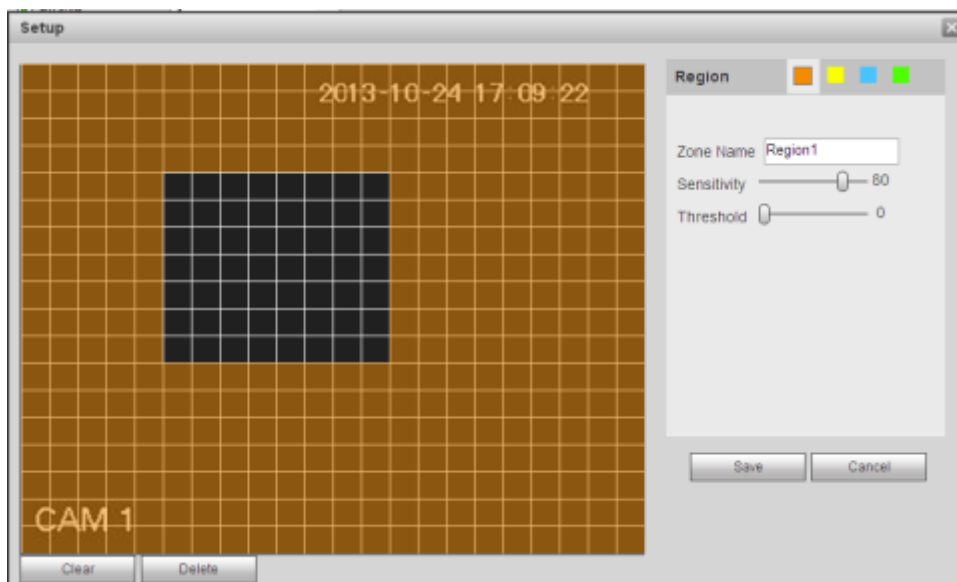 Setup
2013-10-24 17:09:22
Region
Zone Name Region1
Sensitivity 80
Threshold 0
Save Cancel
CAM 1
Clear Delete